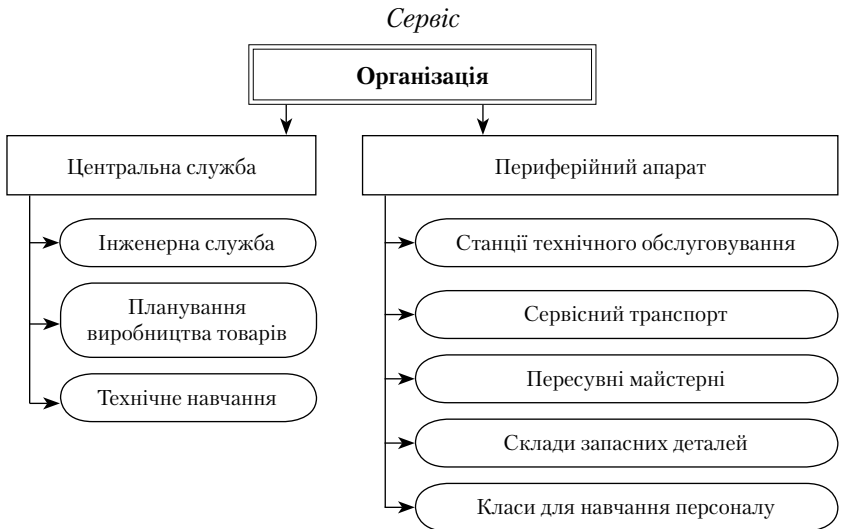 Сервіс
Організація
Центральна служба
Інженерна служба
Планування
виробництва товарів
Технічне навчання
Периферійний апарат
Станції технічного обслуговування
Сервісний транспорт
Пересувні майстерні
Склади запасних деталей
Класи для навчання персоналу